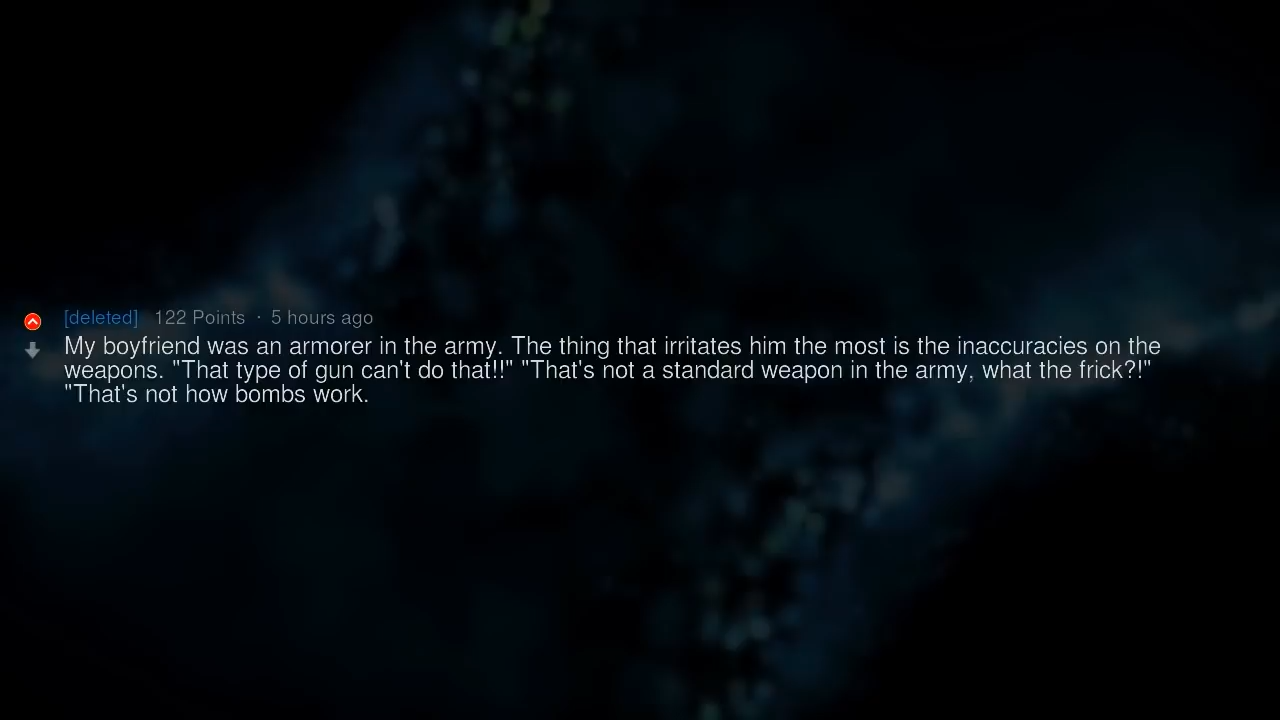 [deleted] 122 Points · 5 hours ago
My boyfriend was an armorer in the army. The thing that irritates him the most is the inaccuracies on the
weapons. "That type of gun can't do that!!" "That's not a standard weapon in the army, what the frick?!"
"That's not how bombs work.